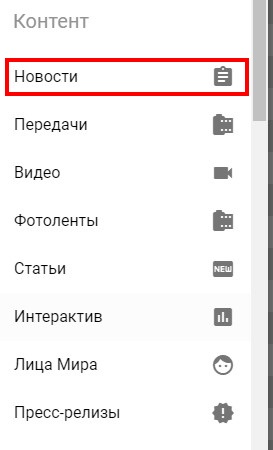 Контент
Новости
Передачи
Видео
Фотоленты
Статьи
NEW
Интерактив
Лица Мира
Пресс-релизы